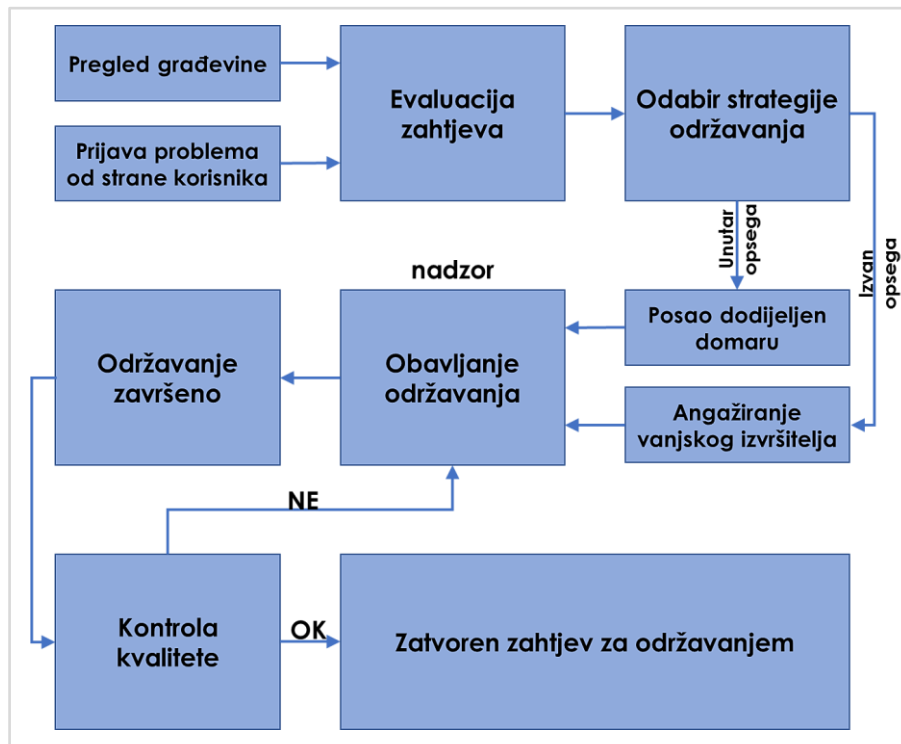 Pregled građevine
Prijava problema
od strane korisnika
Evaluacija
zahtjeva
Odabir strategije
održavanja
Unutar
opsega
Izvan
opsega
nadzor
Posao dodijeljen
domaru
Angažiranje
vanjskog izvršitelja
Obavljanje
održavanja
Održavanje
završeno
NE
Kontrola
kvalitete
OK
Zatvoren zahtjev za održavanjem